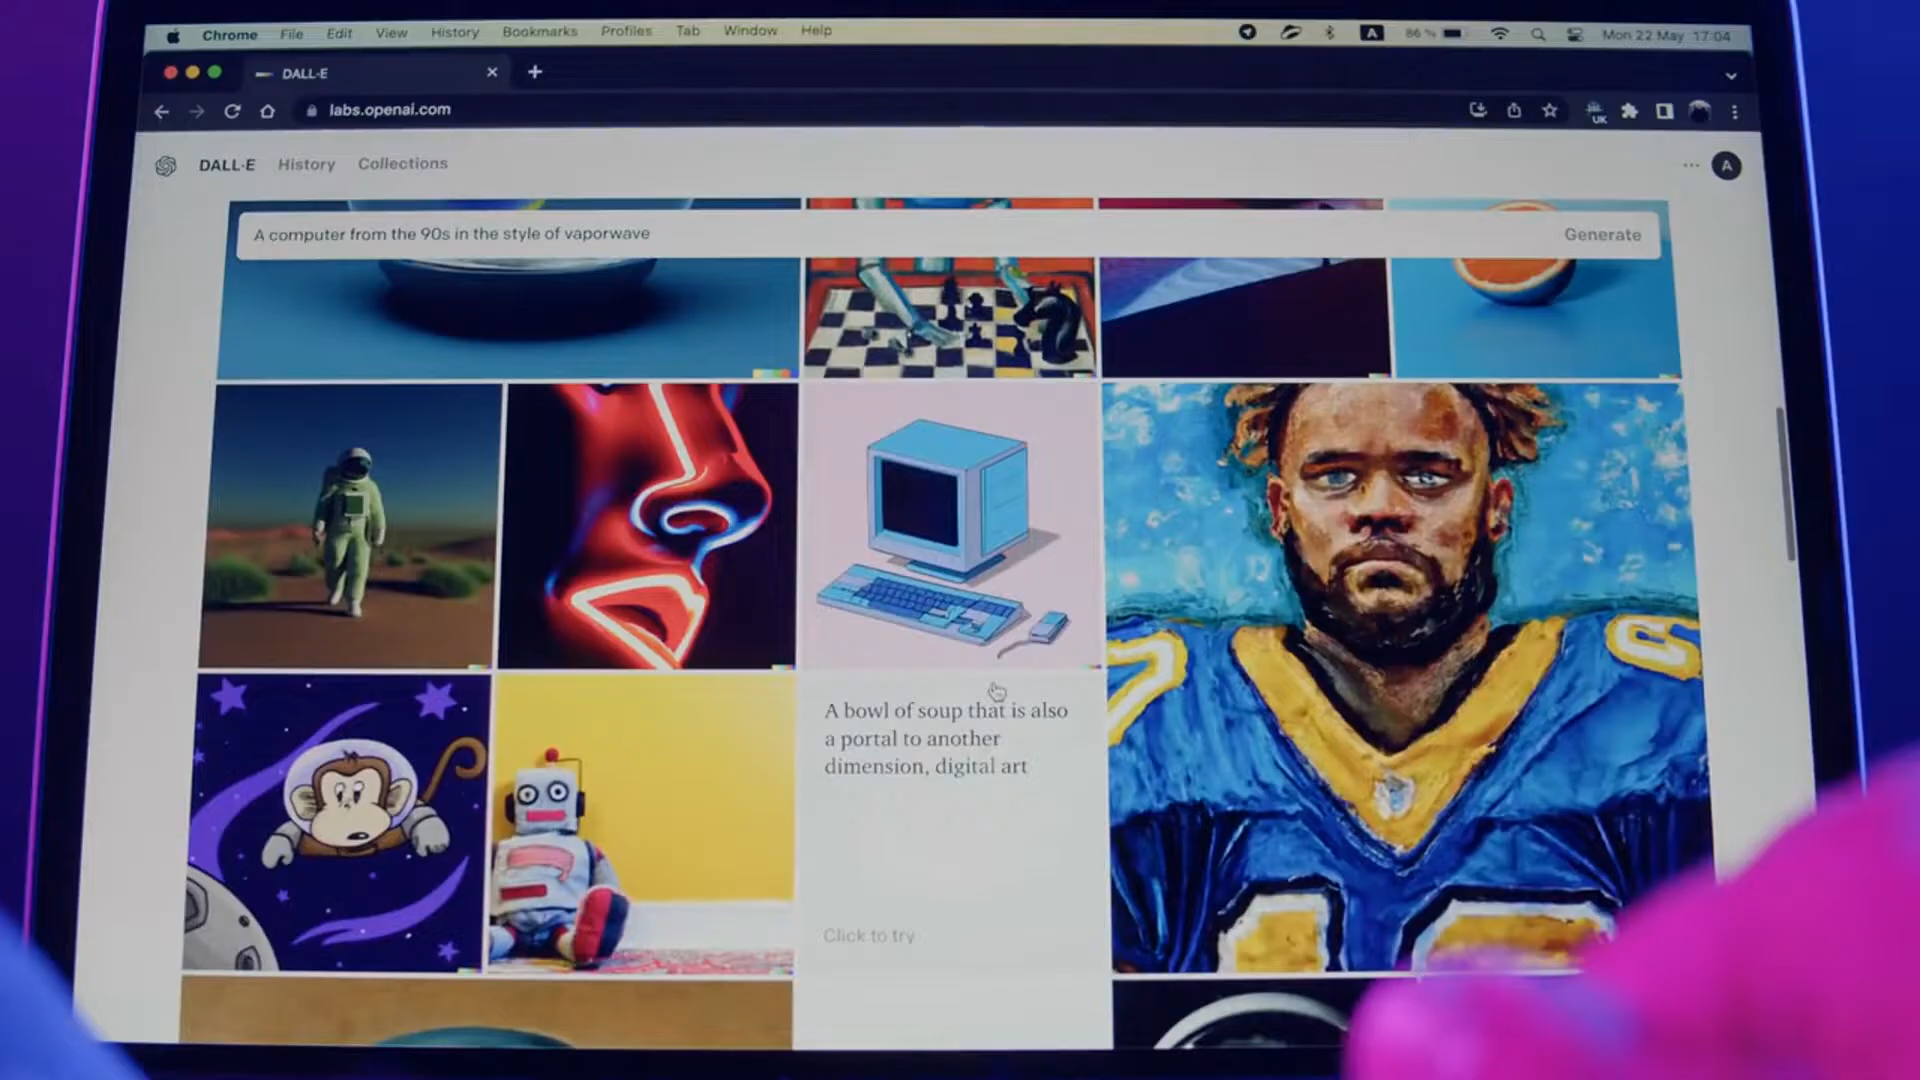 Chrome File Edit View History Bookmarks Profiles Tab Window Help A 86 % Mon 22 May 17:04
DALL-E
labs.openai.com
UK
DALL·E History Collections
A
A computer from the 90s in the style of vaporwave Generate
A bowl of soup that is also
a portal to another
dimension, digital art
Click to try